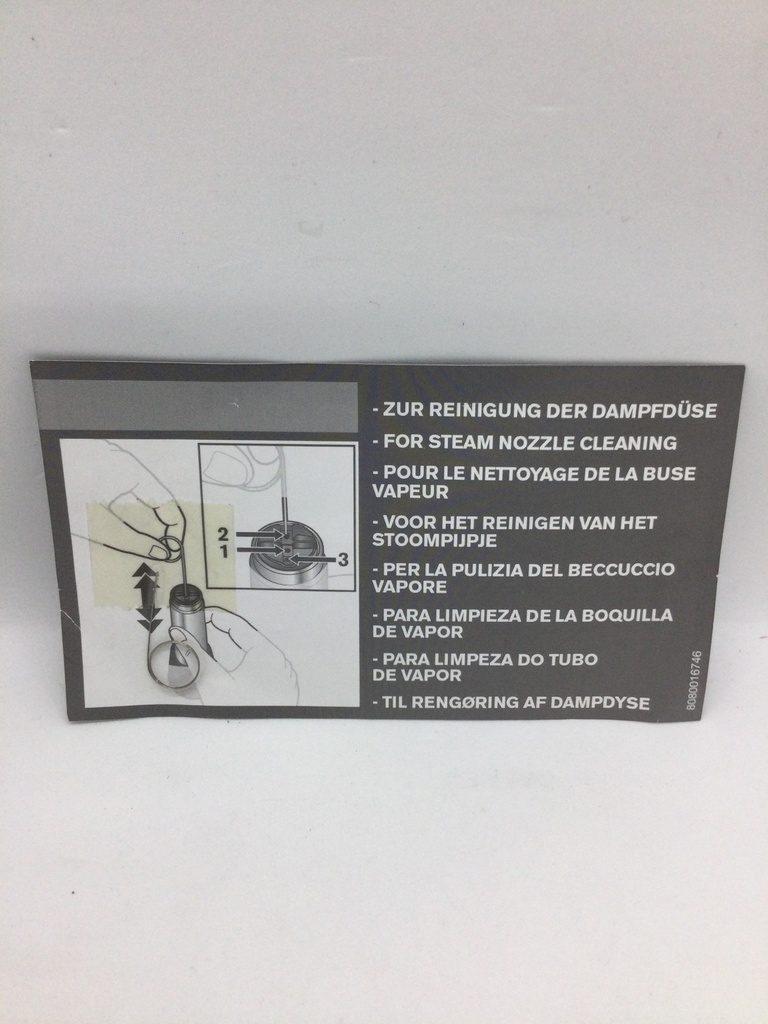 2
1
3
- ZUR REINIGUNG DER DAMPFDÜSE
- FOR STEAM NOZZLE CLEANING
- POUR LE NETTOYAGE DE LA BUSE
VAPEUR
- VOOR HET REINIGEN VAN HET
STOOMPIJPJE
- PER LA PULIZIA DEL BECCUCCIO
VAPORE
- PARA LIMPIEZA DE LA BOQUILLA
DE VAPOR
- PARA LIMPEZA DO TUBO
DE VAPOR
- TIL RENGØRING AF DAMPDYSE
8080016746